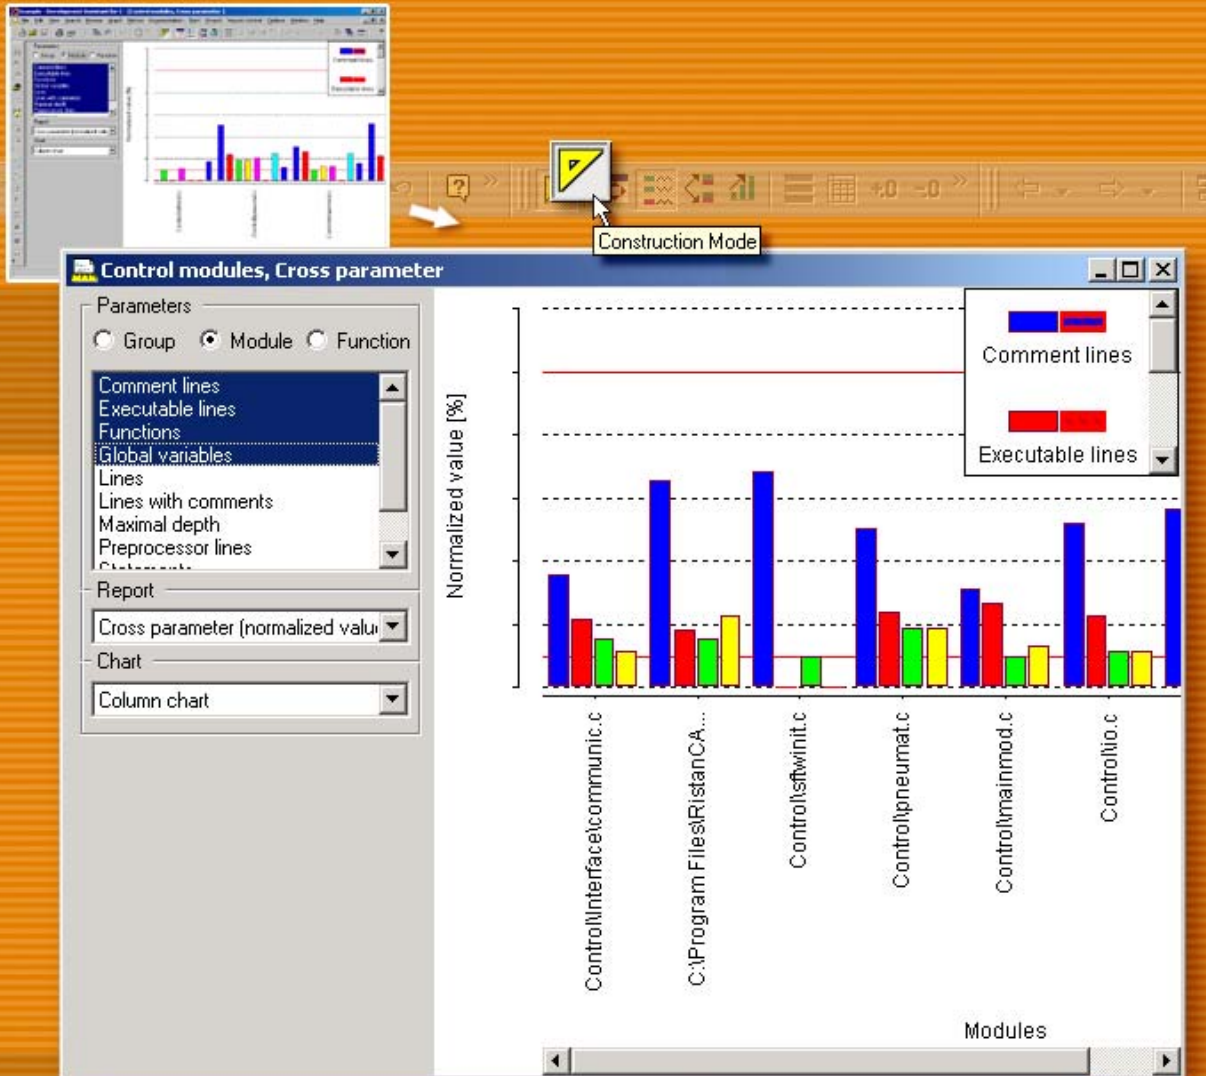 Construction Mode
Control modules, Cross parameter
Parameters
Group Module Function
Comment lines
Executable lines
Functions
Global variables
Lines
Lines with comments
Maximal depth
Preprocessor lines
Statements
Report
Cross parameter (normalized valu
Chart
Column chart
Normalized value [%]
Comment lines
Executable lines
Control\Interface\communic.c
C:\Program Files\RistanCA...
Control\sftwinit.c
Control\pneumat.c
Control\mainmod.c
Control\io.c
Modules